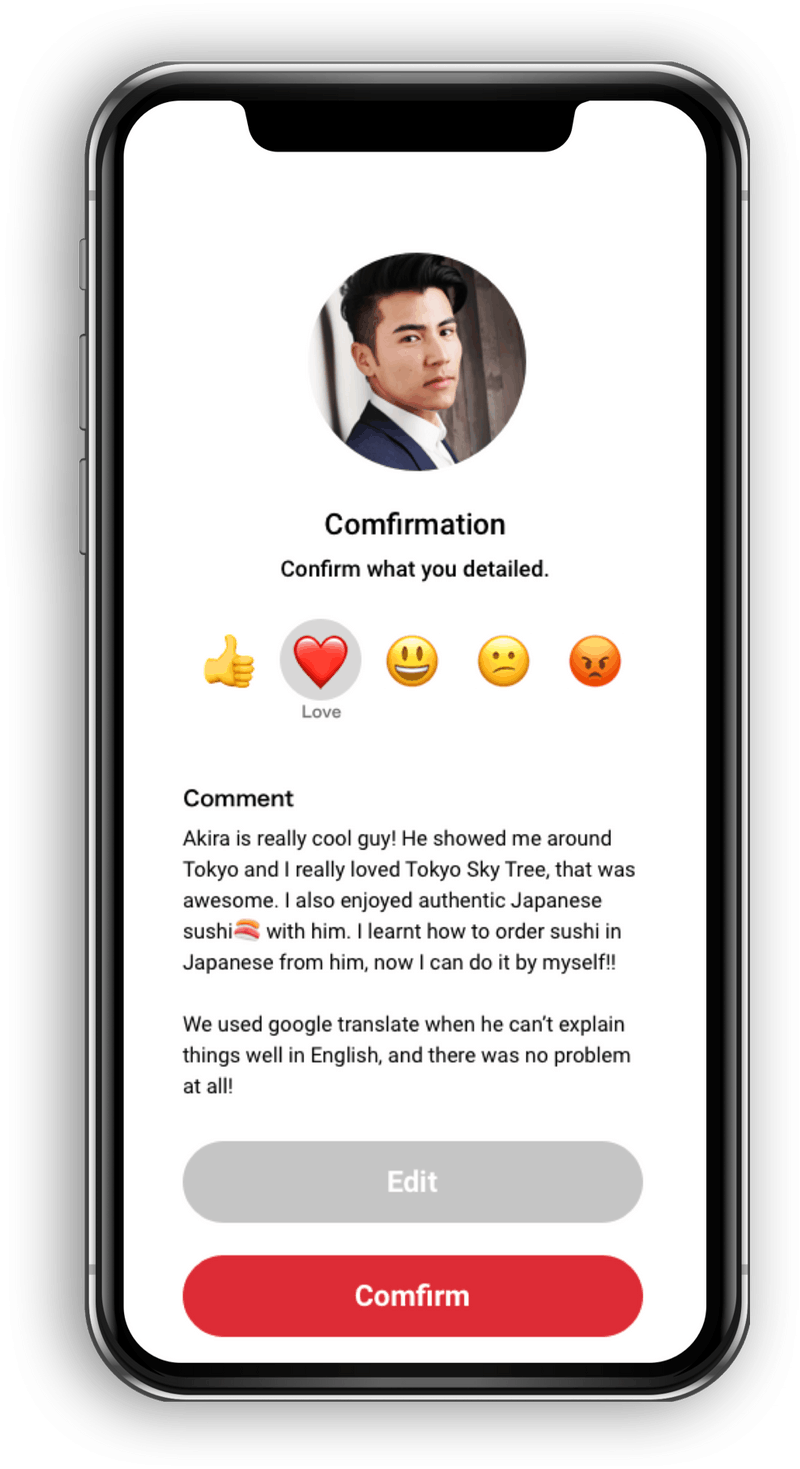 Comfirmation
Confirm what you detailed.
Love
Comment
Akira is really cool guy! He showed me around
Tokyo and I really loved Tokyo Sky Tree, that was
awesome. I also enjoyed authentic Japanese
sushi🍣 with him. I learnt how to order sushi in
Japanese from him, now I can do it by myself!!
We used google translate when he can’t explain
things well in English, and there was no problem
at all!
Edit
Comfirm